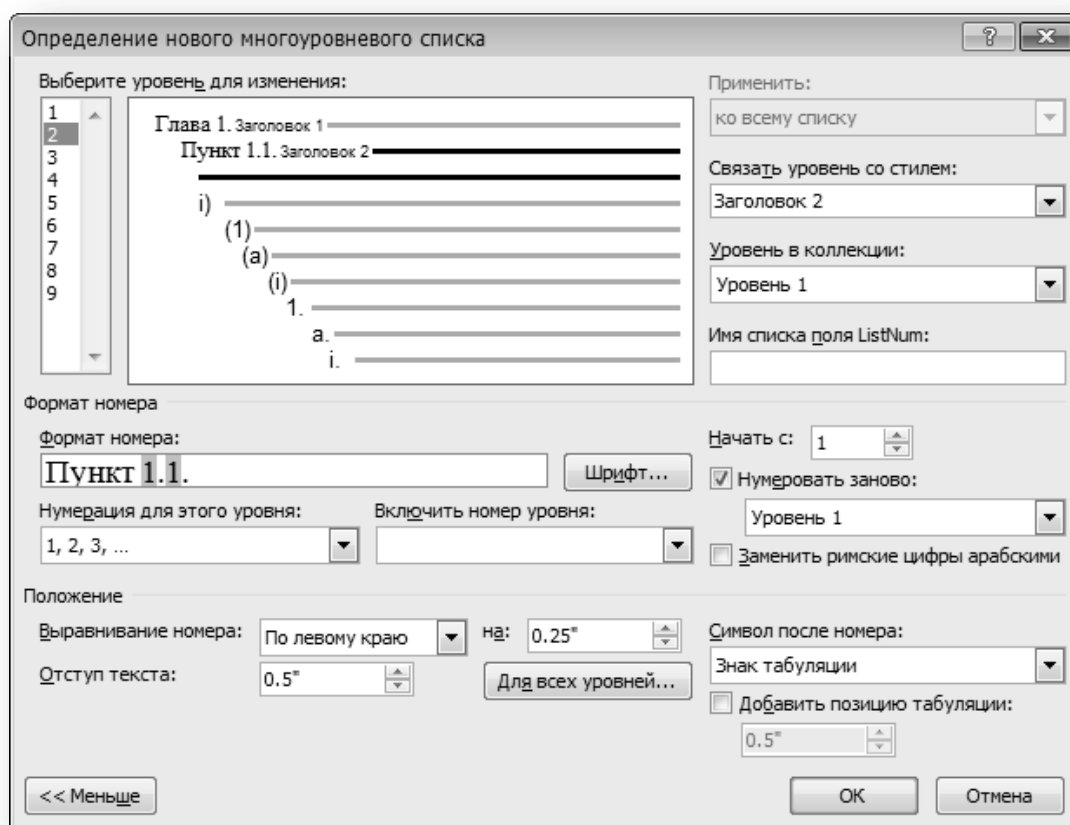 Определение нового многоуровневого списка
Выберите уровень для изменения:
1
2
3
4
5
6
7
8
9
Глава 1. Заголовок 1
Пункт 1.1. Заголовок 2
i)
(1)
(a)
(i)
1.
a.
i.
Применить:
ко всему списку
Связать уровень со стилем:
Заголовок 2
Уровень в коллекции:
Уровень 1
Имя списка поля ListNum:
Формат номера
Формат номера:
Пункт 1.1.
Шрифт...
Нумерация для этого уровня:
Включить номер уровня:
1, 2, 3, ...
Начать с: 1
Нумеровать заново:
Уровень 1
Заменить римские цифры арабскими
Положение
Выравнивание номера: По левому краю на: 0.25"
Отступ текста: 0.5" Для всех уровней...
Символ после номера:
Знак табуляции
Добавить позицию табуляции:
0.5"
<< Меньше
ОК
Отмена